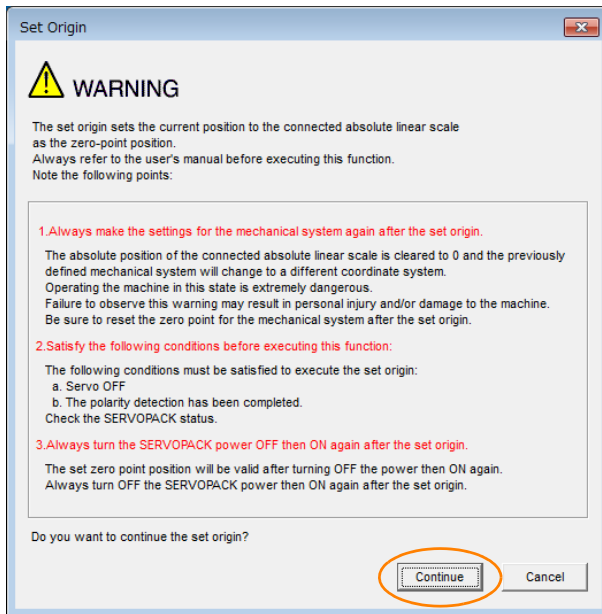 Set Origin
WARNING
The set origin sets the current position to the connected absolute linear scale
as the zero-point position.
Always refer to the user's manual before executing this function.
Note the following points:
1.Always make the settings for the mechanical system again after the set origin.
The absolute position of the connected absolute linear scale is cleared to 0 and the previously
defined mechanical system will change to a different coordinate system.
Operating the machine in this state is extremely dangerous.
Failure to observe this warning may result in personal injury and/or damage to the machine.
Be sure to reset the zero point for the mechanical system after the set origin.
2.Satisfy the following conditions before executing this function:
The following conditions must be satisfied to execute the set origin:
a. Servo OFF
b. The polarity detection has been completed.
Check the SERVOPACK status.
3.Always turn the SERVOPACK power OFF then ON again after the set origin.
The set zero point position will be valid after turning OFF the power then ON again.
Always turn OFF the SERVOPACK power then ON again after the set origin.
Do you want to continue the set origin?
Continue
Cancel